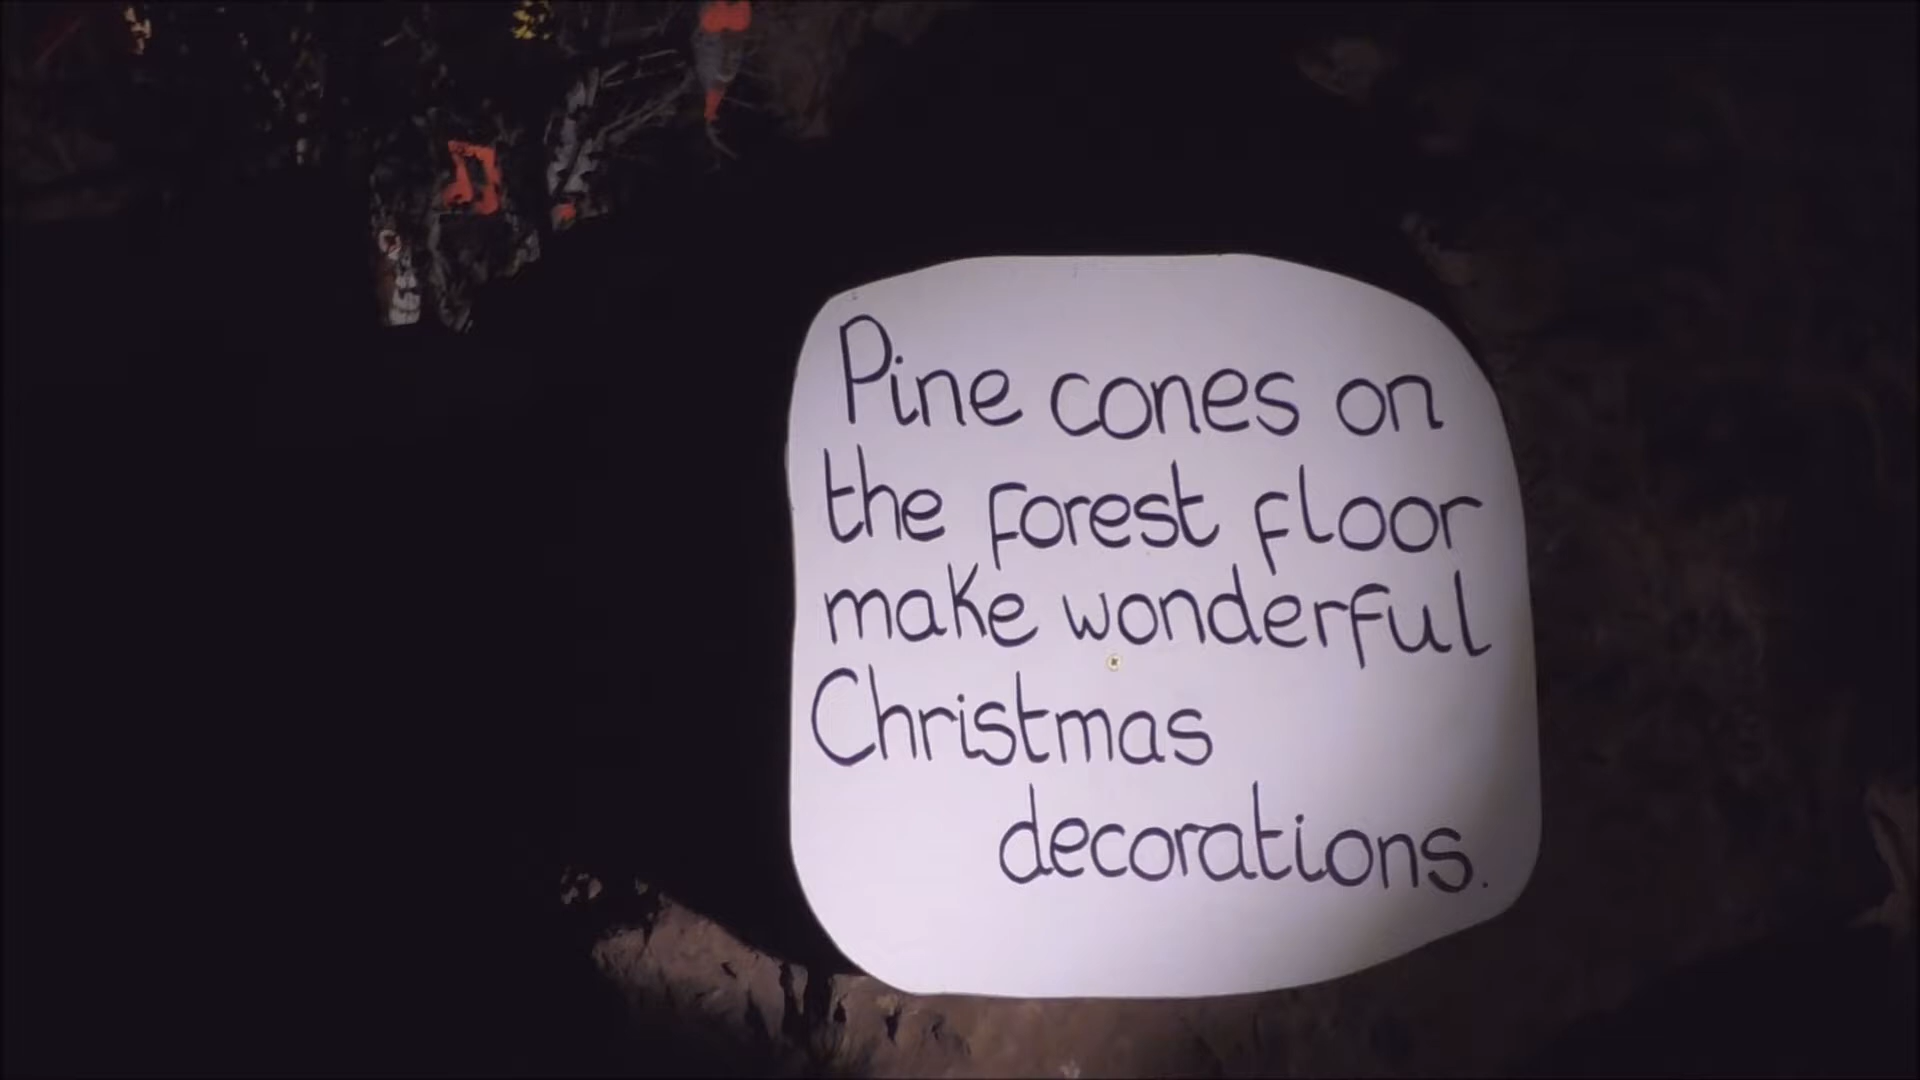 Pine cones on
the forest floor
make wonderful
Christmas
decorations.